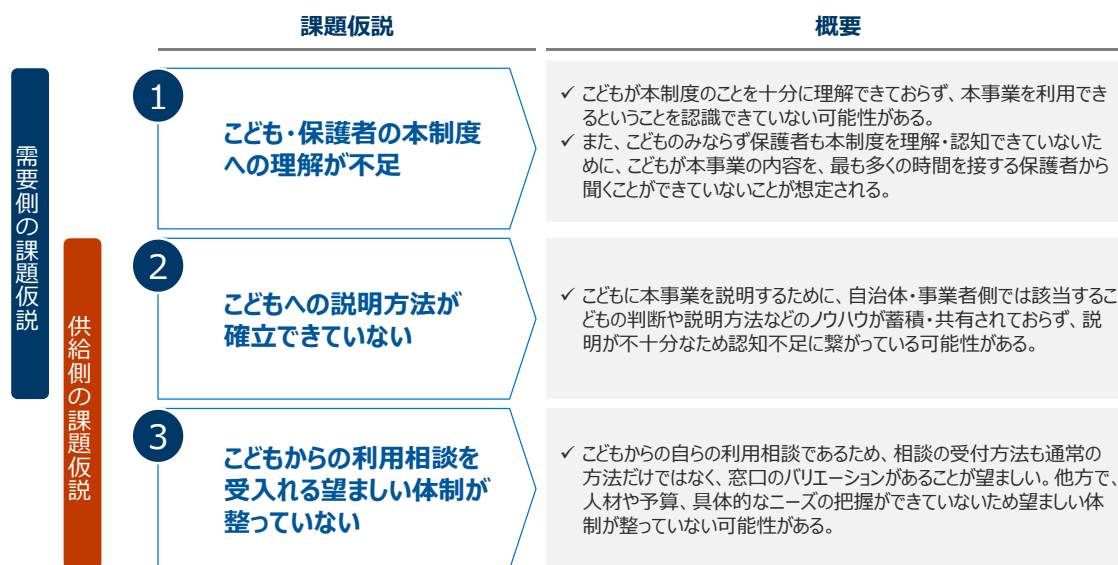 課題仮説
概要
需要側の課題仮説
供給側の課題仮説
1
こども・保護者の本制度
への理解が不足
✓ こどもが本制度のことを十分に理解できておらず、本事業を利用でき
るということを認識できていない可能性がある。
✓ また、こどものみならず保護者も本制度を理解・認知できていないた
めに、こどもが本事業の内容を、最も多くの時間を接する保護者から
聞くことができていないことが想定される。
2
こどもへの説明方法が
確立できていない
✓ こどもに本事業を説明するために、自治体・事業者側では該当するこ
どもの判断や説明方法などのノウハウが蓄積・共有されておらず、説
明が不十分なため認知不足に繋がっている可能性がある。
3
こどもからの利用相談を
受入れる望ましい体制が
整っていない
✓ こどもからの自らの利用相談であるため、相談の受付方法も通常の
方法だけではなく、窓口のバリエーションがあることが望ましい。他方で、
人材や予算、具体的なニーズの把握ができていないため望ましい体
制が整っていない可能性がある。